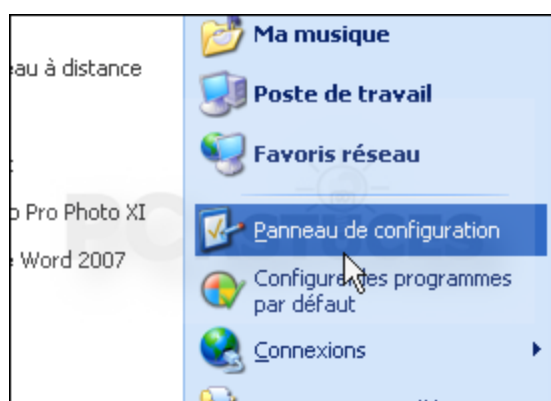 Ma musique
eau à distance
Poste de travail
Favoris réseau
o Pro Photo XI
Panneau de configuration
Word 2007
Configurer les programmes
par défaut
Connexions